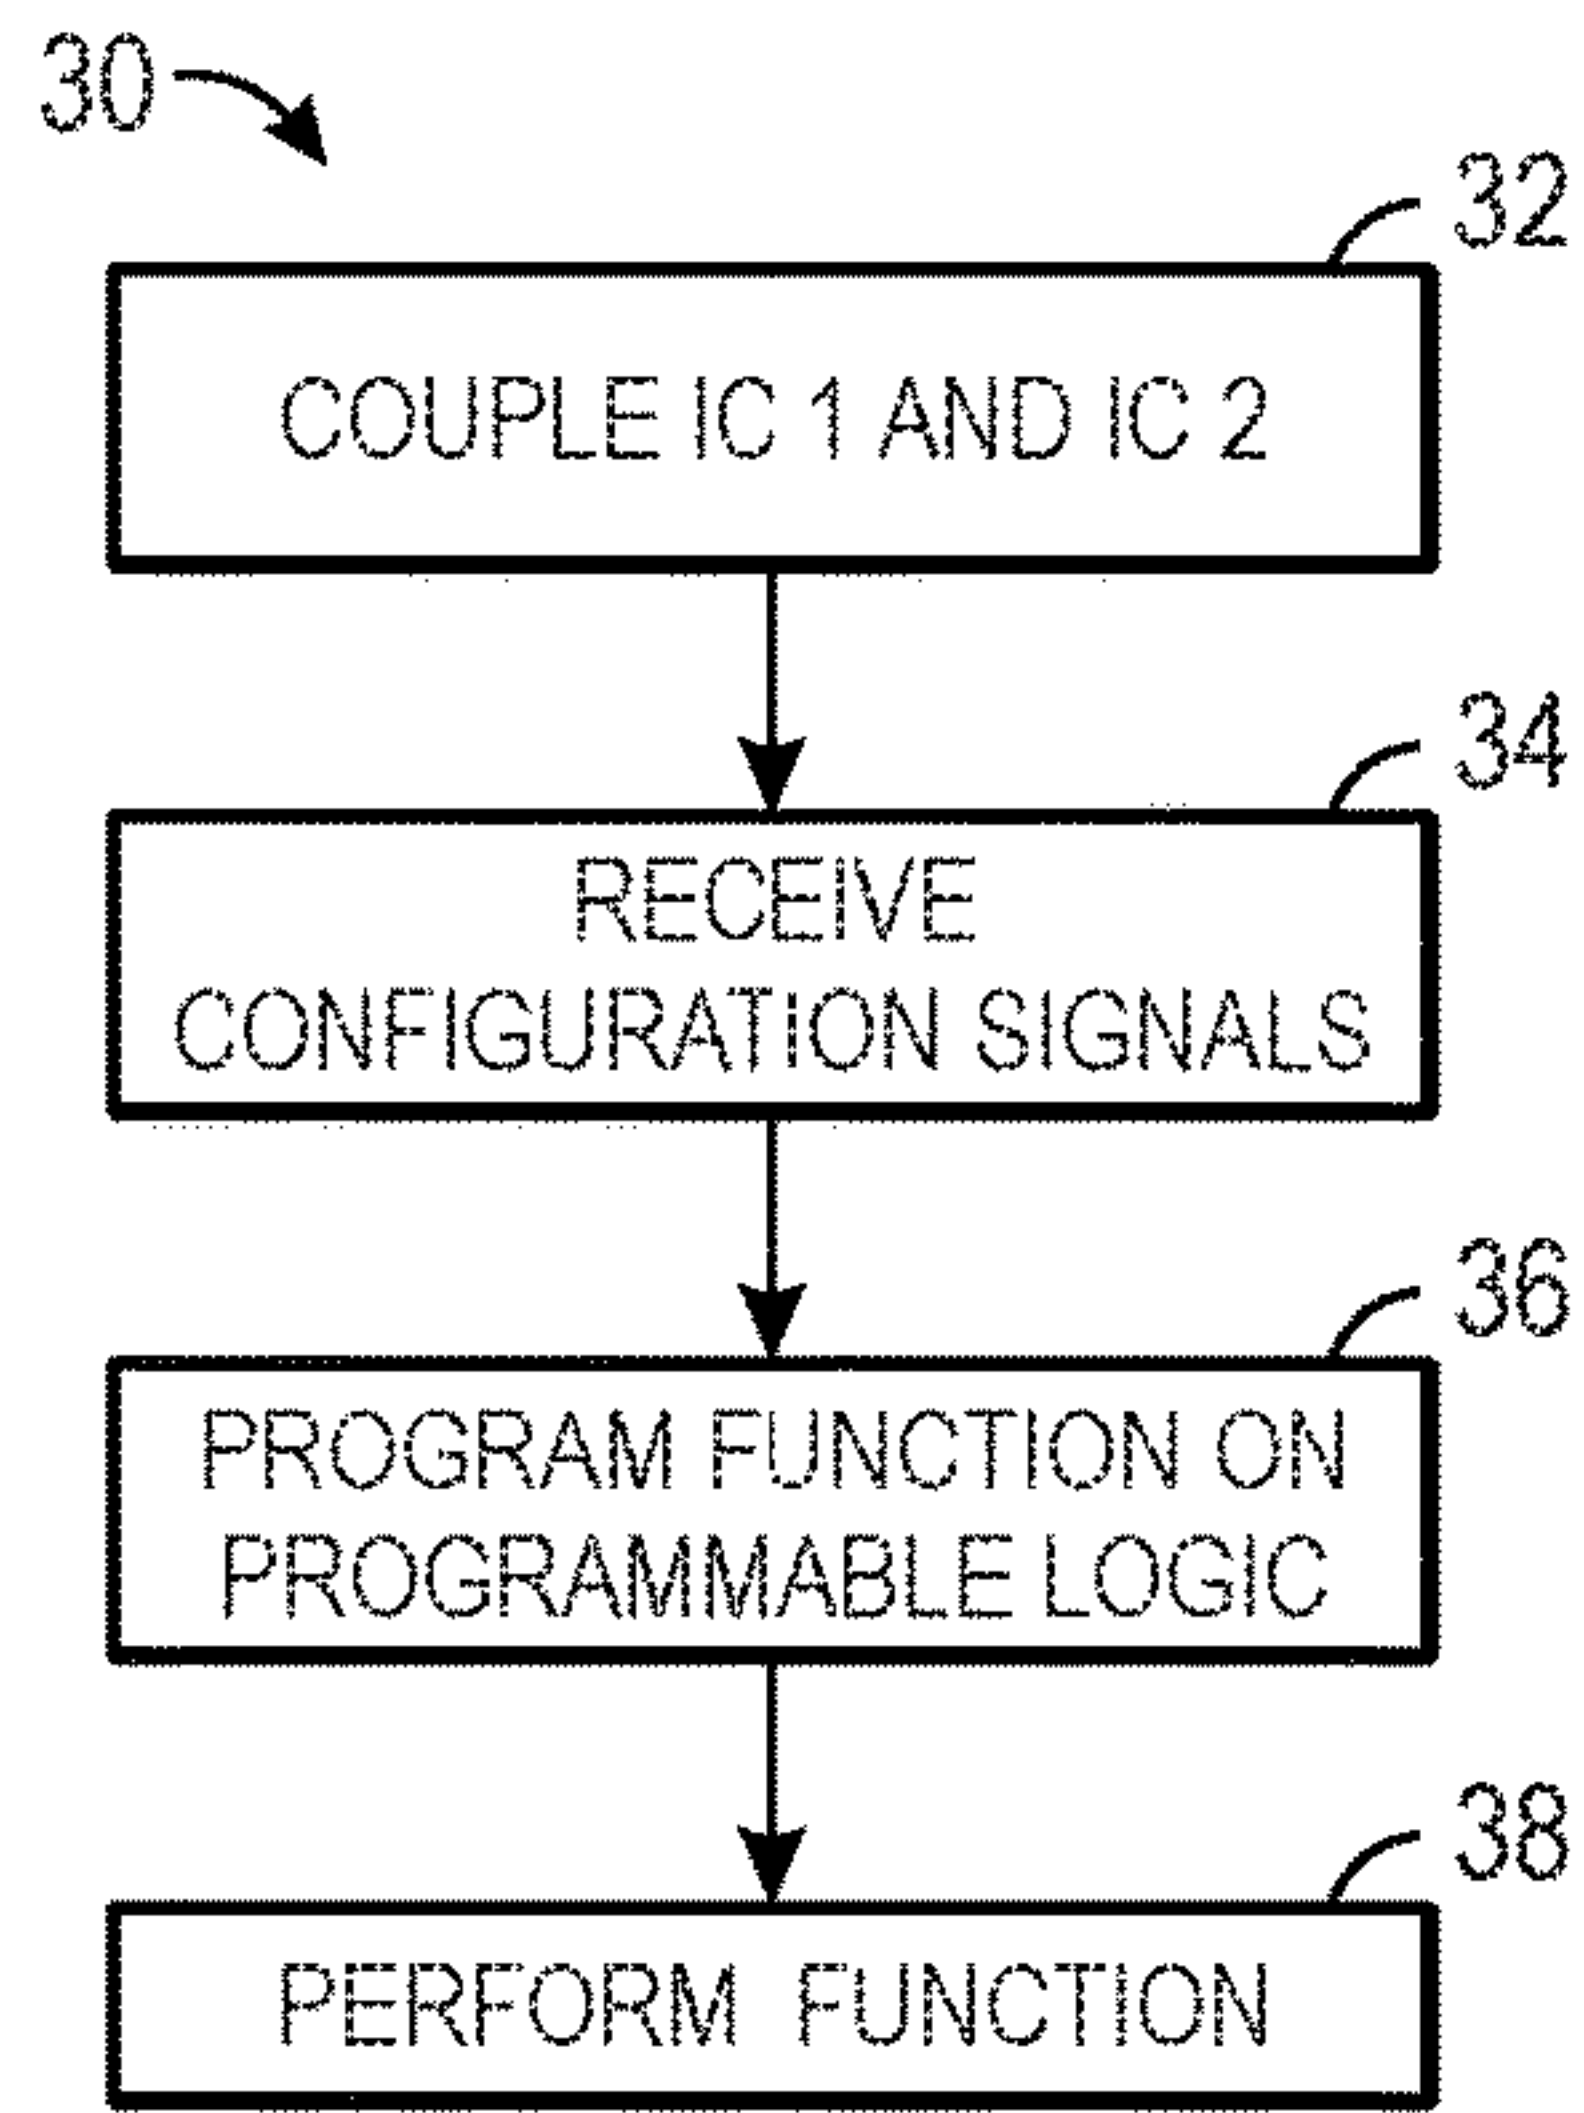 30
32
COUPLE IC 1 AND IC 2
34
RECEIVE
CONFIGURATION SIGNALS
36
PROGRAM FUNCTION ON
PROGRAMMABLE LOGIC
38
PERFORM FUNCTION